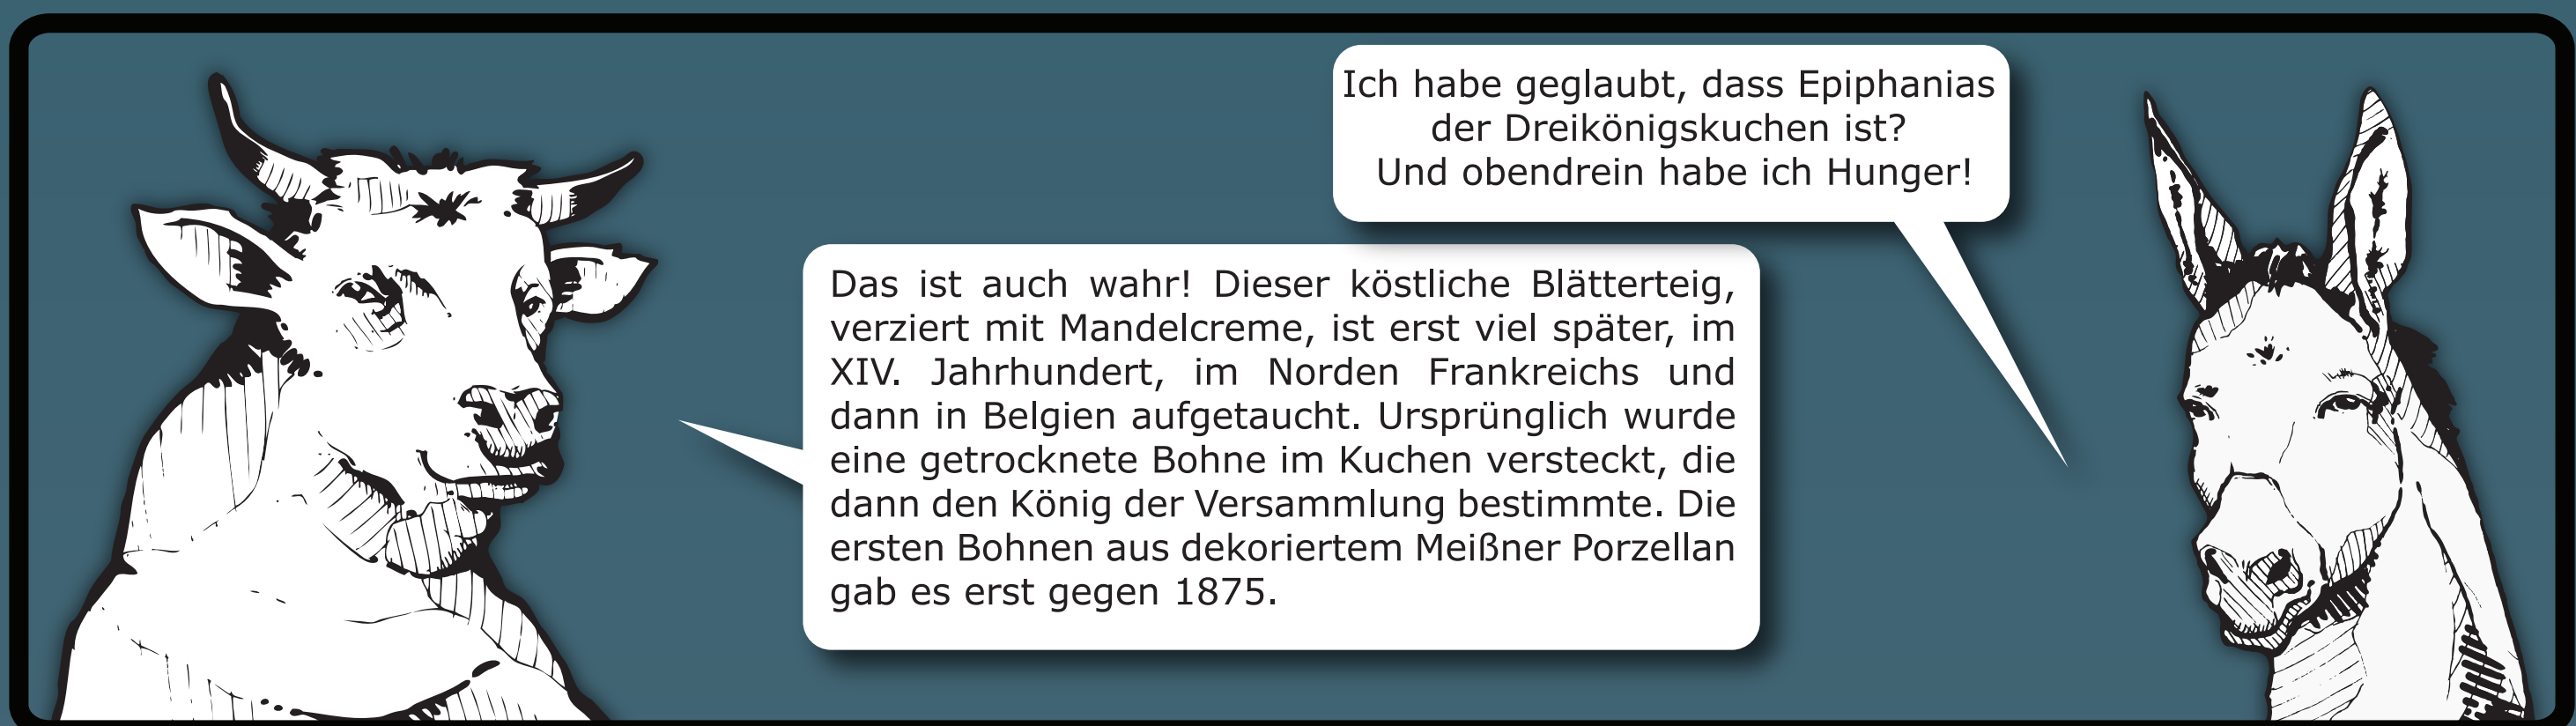 Ich habe geglaubt, dass Epiphanias
der Dreikönigskuchen ist?
Und obendrein habe ich Hunger!
Das ist auch wahr! Dieser köstliche Blätterteig,
verziert mit Mandelcreme, ist erst viel später, im
XIV. Jahrhundert, im Norden Frankreichs und
dann in Belgien aufgetaucht. Ursprünglich wurde
eine getrocknete Bohne im Kuchen versteckt, die
dann den König der Versammlung bestimmte. Die
ersten Bohnen aus dekoriertem Meißner Porzellan
gab es erst gegen 1875.